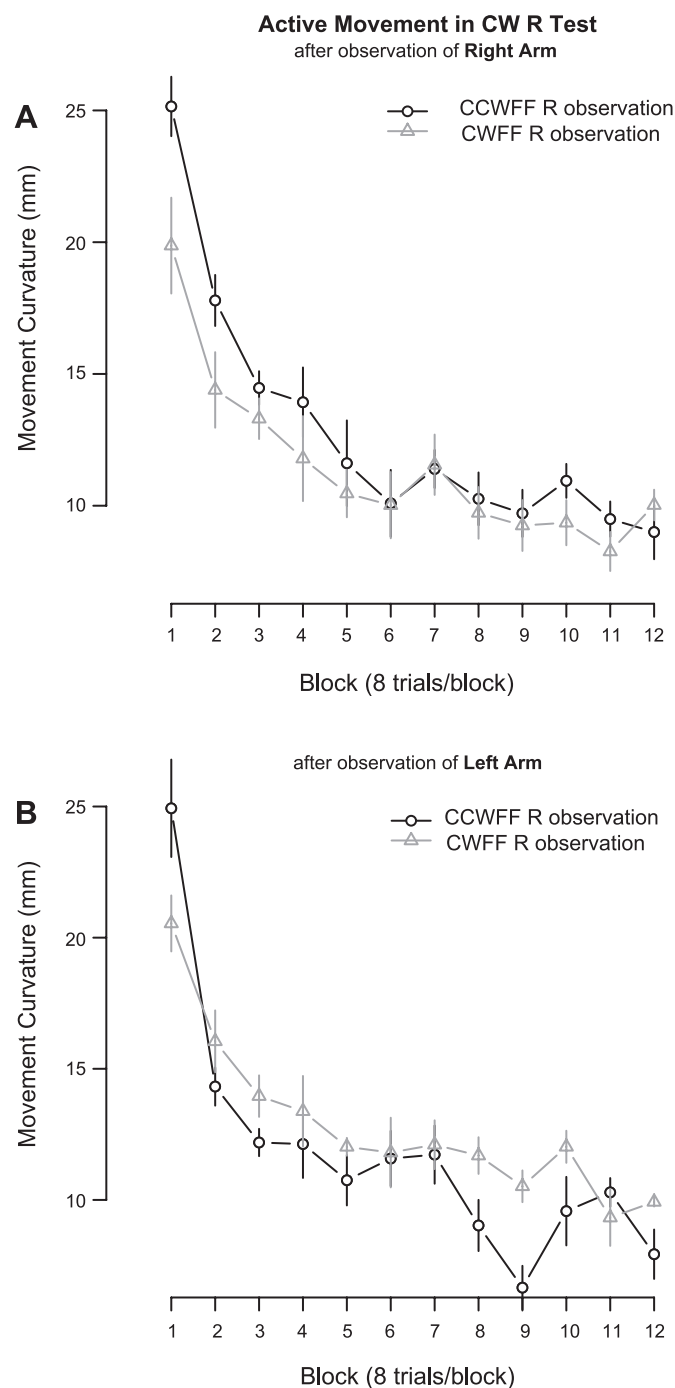 Active Movement in CW R Test
after observation of Right Arm
A
CCWFF R observation
CWFF R observation
Movement Curvature (mm)
25
20
15
10
1 2 3 4 5 6 7 8 9 10 11 12
Block (8 trials/block)
after observation of Left Arm
B
CCWFF R observation
CWFF R observation
Movement Curvature (mm)
25
20
15
10
1 2 3 4 5 6 7 8 9 10 11 12
Block (8 trials/block)